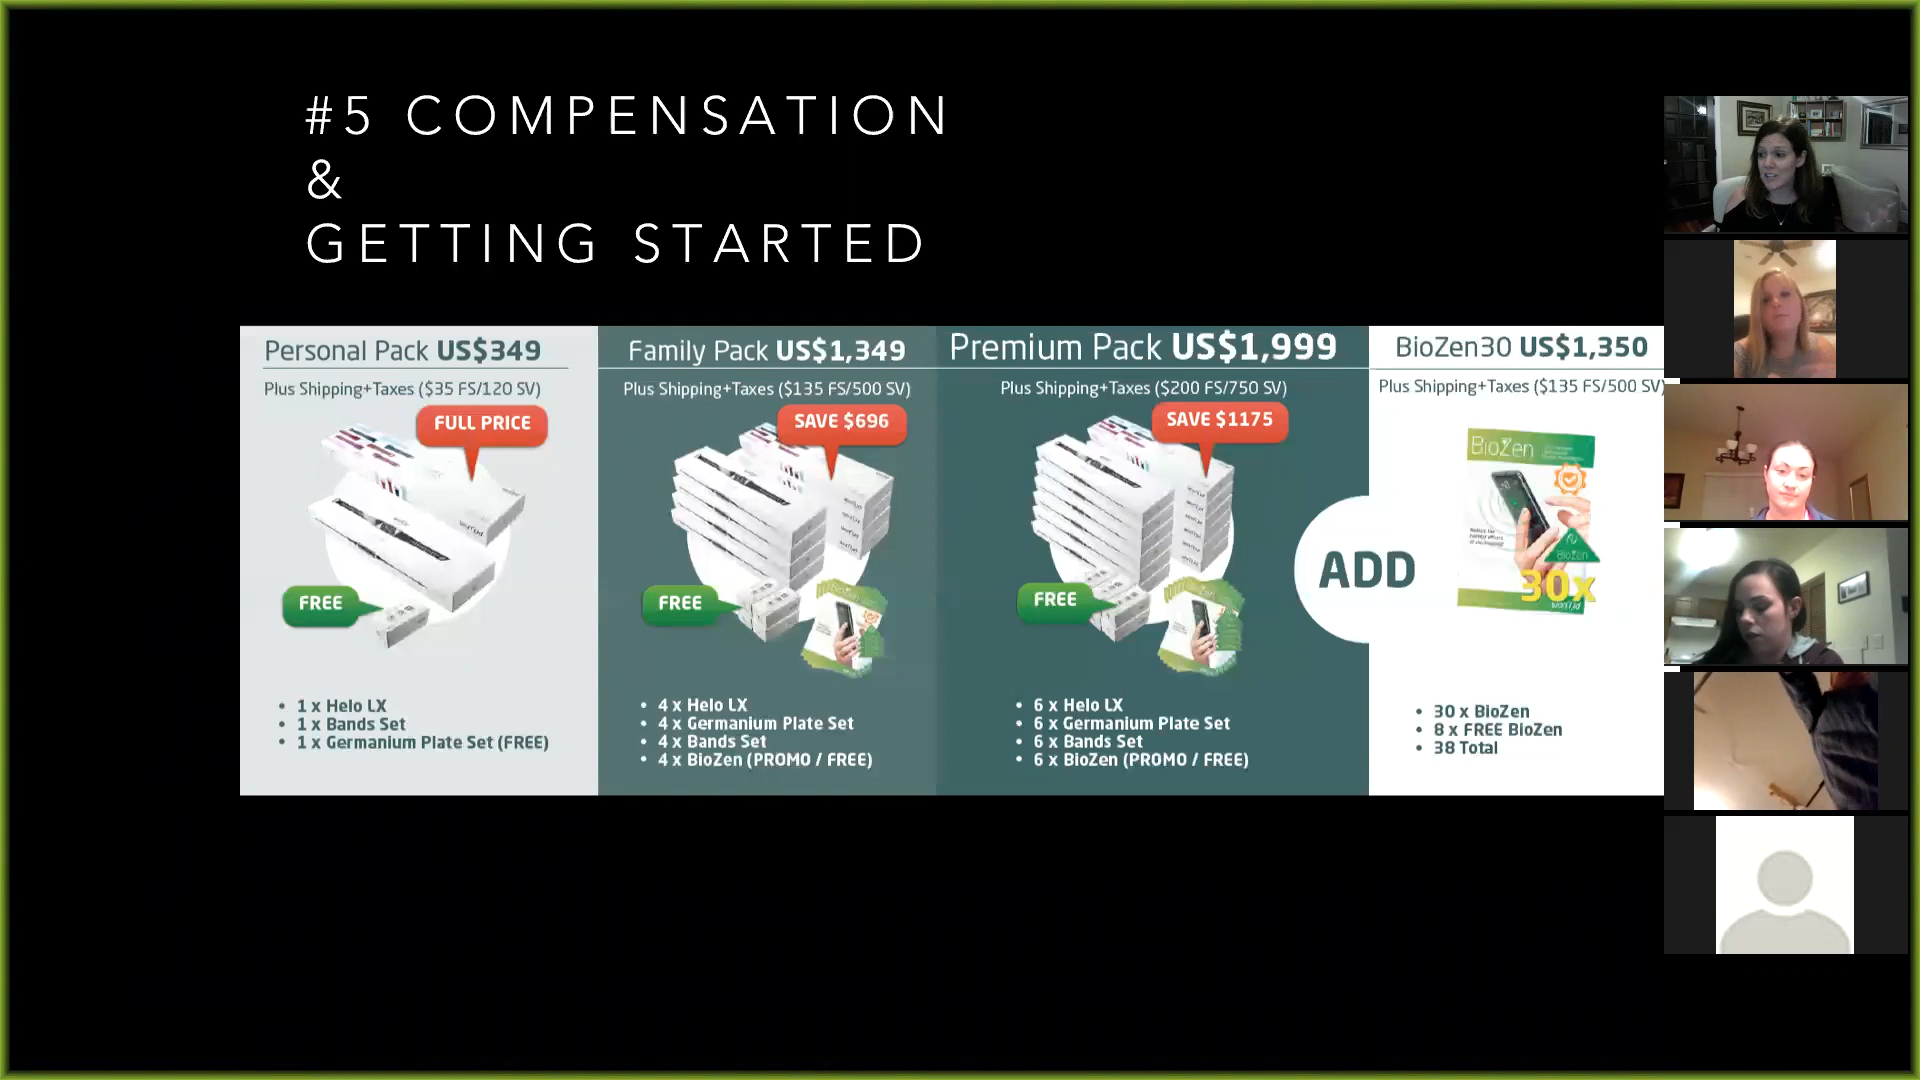 #5 COMPENSATION
&
GETTING STARTED
Personal Pack US$349
Plus Shipping+Taxes ($35 FS/120 SV)
FULL PRICE
FREE
• 1 x Helo LX
• 1 x Bands Set
• 1 x Germanium Plate Set (FREE)
Family Pack US$1,349
Plus Shipping+Taxes ($135 FS/500 SV)
SAVE $696
FREE
• 4 x Helo LX
• 4 x Germanium Plate Set
• 4 x Bands Set
• 4 x BioZen (PROMO / FREE)
Premium Pack US$1,999
Plus Shipping+Taxes ($200 FS/750 SV)
SAVE $1175
FREE
• 6 x Helo LX
• 6 x Germanium Plate Set
• 6 x Bands Set
• 6 x BioZen (PROMO / FREE)
ADD
BioZen30 US$1,350
Plus Shipping+Taxes ($135 FS/500 SV)
BioZen
BioZen
30x
• 30 x BioZen
• 8 x FREE BioZen
• 38 Total